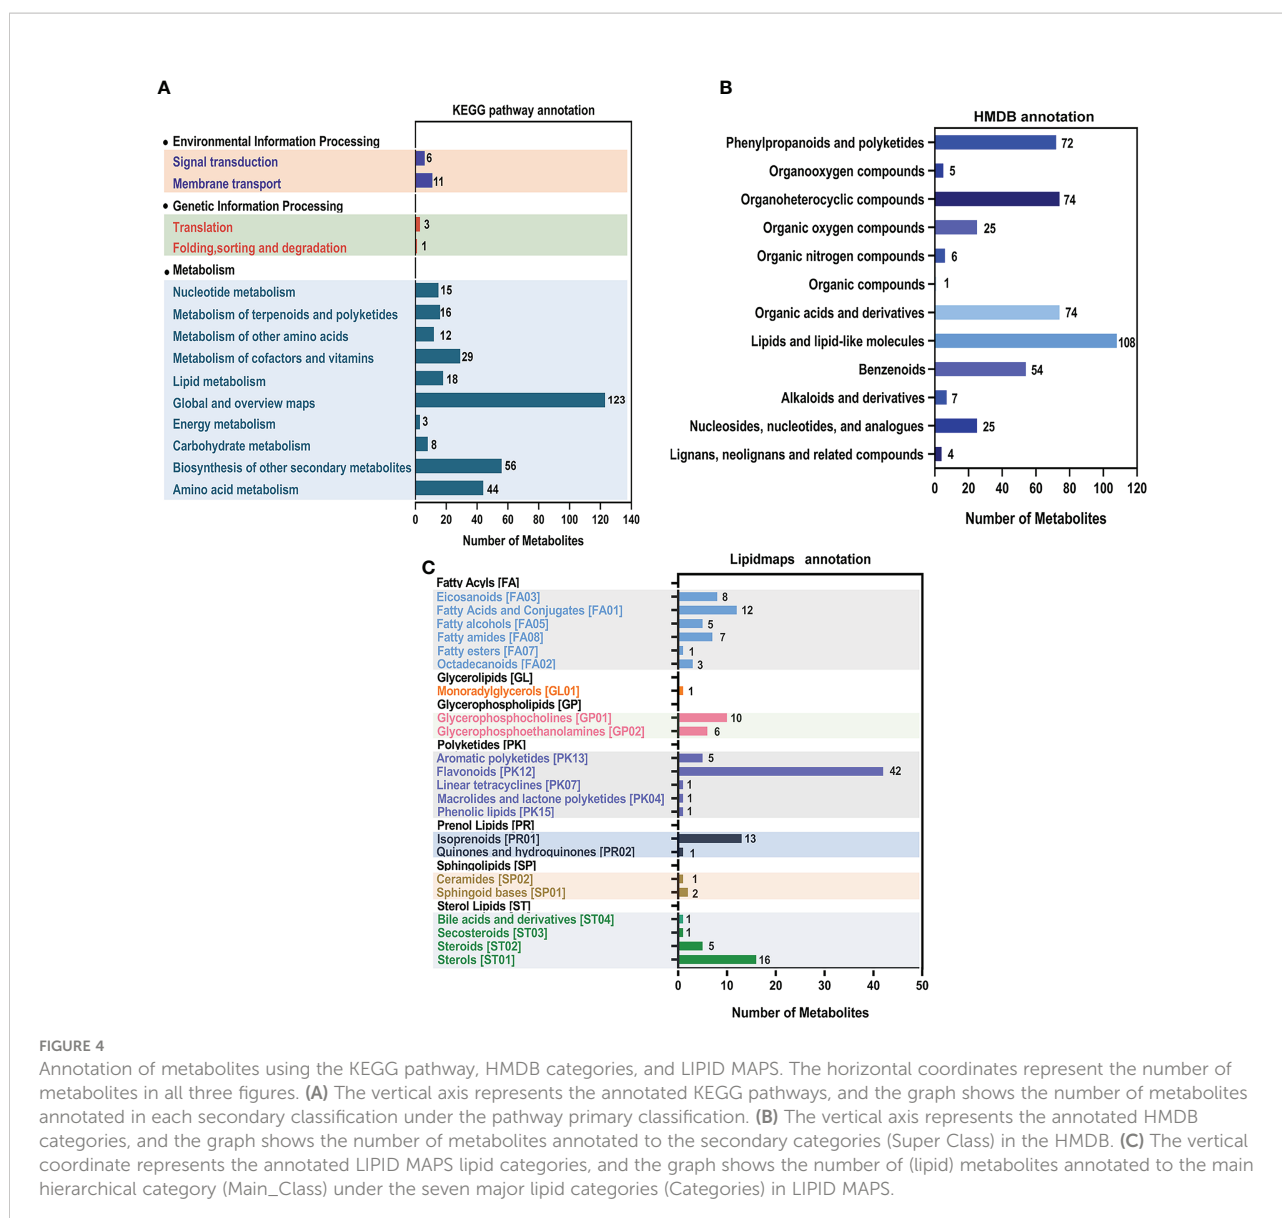 A
KEGG pathway annotation
● Environmental Information Processing
Signal transduction 6
Membrane transport 11
● Genetic Information Processing
Translation 3
Folding,sorting and degradation 1
● Metabolism
Nucleotide metabolism 15
Metabolism of terpenoids and polyketides 16
Metabolism of other amino acids 12
Metabolism of cofactors and vitamins 29
Lipid metabolism 18
Global and overview maps 123
Energy metabolism 3
Carbohydrate metabolism 8
Biosynthesis of other secondary metabolites 56
Amino acid metabolism 44
0 20 40 60 80 100 120 140
Number of Metabolites
B
HMDB annotation
Phenylpropanoids and polyketides 72
Organooxygen compounds 5
Organoheterocyclic compounds 74
Organic oxygen compounds 25
Organic nitrogen compounds 6
Organic compounds 1
Organic acids and derivatives 74
Lipids and lipid-like molecules 108
Benzenoids 54
Alkaloids and derivatives 7
Nucleosides, nucleotides, and analogues 25
Lignans, neolignans and related compounds 4
0 20 40 60 80 100 120
Number of Metabolites
C
Lipidmaps annotation
Fatty Acyls [FA]
Eicosanoids [FA03] 8
Fatty Acids and Conjugates [FA01] 12
Fatty alcohols [FA05] 5
Fatty amides [FA08] 7
Fatty esters [FA07] 1
Octadecanoids [FA02] 3
Glycerolipids [GL]
Monoradylglycerols [GL01] 1
Glycerophospholipids [GP]
Glycerophosphocholines [GP01] 10
Glycerophosphoethanolamines [GP02] 6
Polyketides [PK]
Aromatic polyketides [PK13] 5
Flavonoids [PK12] 42
Linear tetracyclines [PK07] 1
Macrolides and lactone polyketides [PK04] 1
Phenolic lipids [PK15] 1
Prenol Lipids [PR]
Isoprenoids [PR01] 13
Quinones and hydroquinones [PR02] 1
Sphingolipids [SP]
Ceramides [SP02] 1
Sphingoid bases [SP01] 2
Sterol Lipids [ST]
Bile acids and derivatives [ST04] 1
Secosteroids [ST03] 1
Steroids [ST02] 5
Sterols [ST01] 16
0 10 20 30 40 50
Number of Metabolites
FIGURE 4
Annotation of metabolites using the KEGG pathway, HMDB categories, and LIPID MAPS. The horizontal coordinates represent the number of
metabolites in all three figures. (A) The vertical axis represents the annotated KEGG pathways, and the graph shows the number of metabolites
annotated in each secondary classification under the pathway primary classification. (B) The vertical axis represents the annotated HMDB
categories, and the graph shows the number of metabolites annotated to the secondary categories (Super Class) in the HMDB. (C) The vertical
coordinate represents the annotated LIPID MAPS lipid categories, and the graph shows the number of (lipid) metabolites annotated to the main
hierarchical category (Main_Class) under the seven major lipid categories (Categories) in LIPID MAPS.